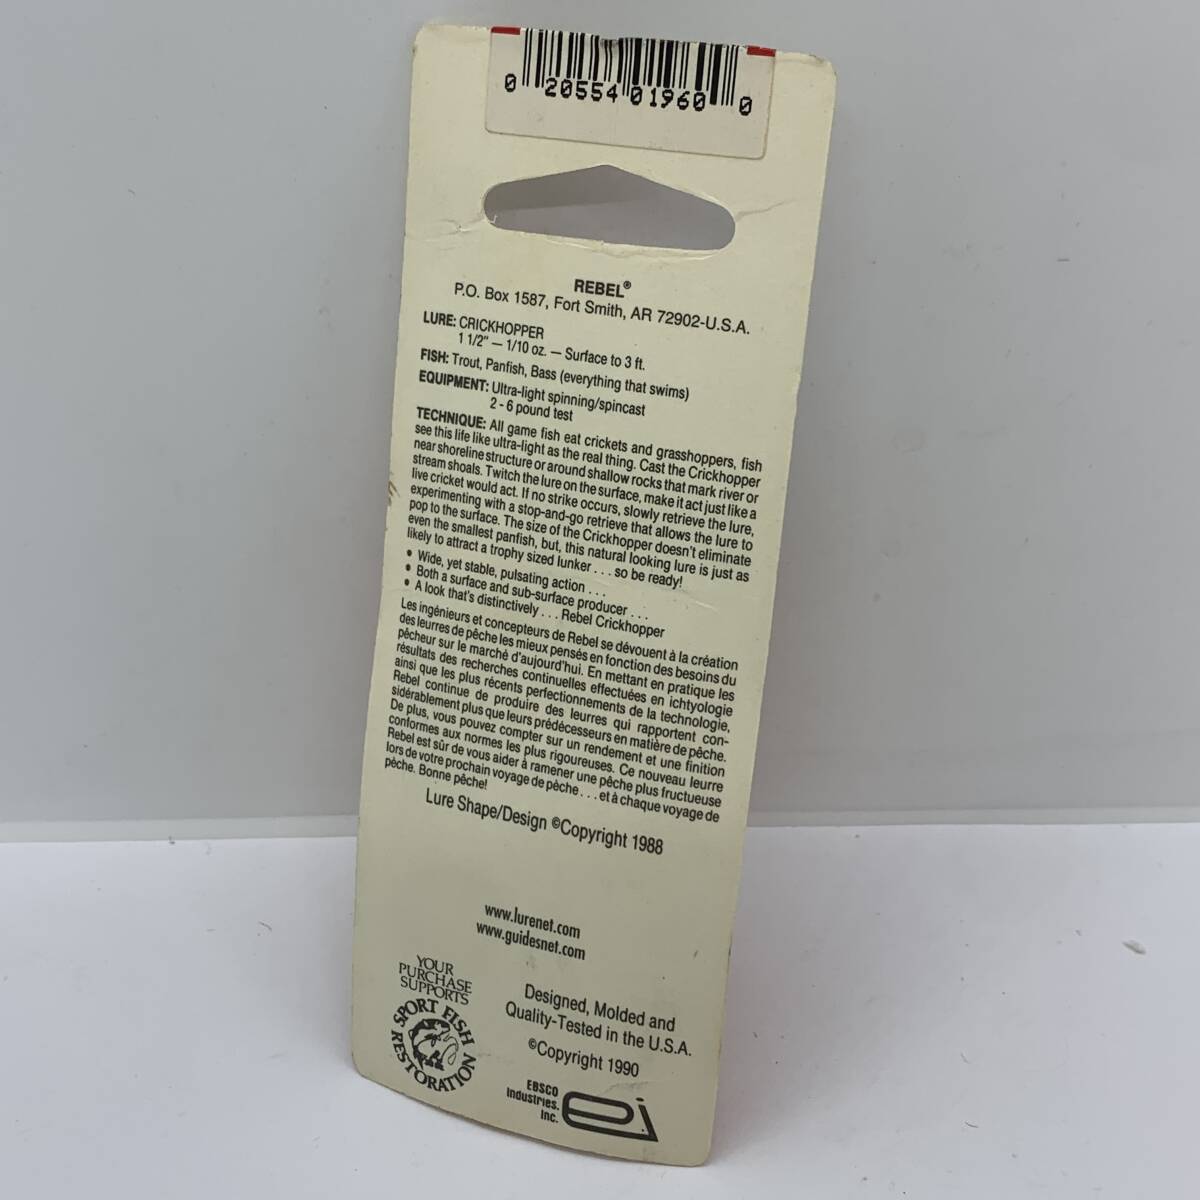 0 20554 01960 0
REBEL®
P.O. Box 1587, Fort Smith, AR 72902-U.S.A.
LURE: CRICKHOPPER
1 1/2" — 1/10 oz. — Surface to 3 ft.
FISH: Trout, Panfish, Bass (everything that swims)
EQUIPMENT: Ultra-light spinning/spincast
2 - 6 pound test
TECHNIQUE: All game fish eat crickets and grasshoppers, fish
see this life like ultra-light as the real thing. Cast the Crickhopper
near shoreline structure or around shallow rocks that mark river or
stream shoals. Twitch the lure on the surface, make it act just like a
live cricket would act. If no strike occurs, slowly retrieve the lure,
experimenting with a stop-and-go retrieve that allows the lure to
pop to the surface. The size of the Crickhopper doesn't eliminate
even the smallest panfish, but, this natural looking lure is just as
likely to attract a trophy sized lunker . . . so be ready!
• Wide, yet stable, pulsating action . . .
• Both a surface and sub-surface producer . . .
• A look that's distinctively . . . Rebel Crickhopper
Les ingénieurs et concepteurs de Rebel se dévouent à la création
des leurres de pêche les mieux pensés en fonction des besoins du
pêcheur sur le marché d'aujourd'hui. En mettant en pratique les
résultats des recherches continuelles effectuées en ichtyologie
ainsi que les plus récents perfectionnements de la technologie,
Rebel continue de produire des leurres qui rapportent con-
sidérablement plus que leurs prédécesseurs en matière de pêche.
De plus, vous pouvez compter sur un rendement et une finition
conformes aux normes les plus rigoureuses. Ce nouveau leurre
Rebel est sûr de vous aider à ramener une pêche plus fructueuse
lors de votre prochain voyage de pèche . . . et à chaque voyage de
pêche. Bonne pêche!
Lure Shape/Design ©Copyright 1988
www.lurenet.com
www.guidesnet.com
YOUR
PURCHASE
SUPPORTS
SPORT FISH
RESTORATION
Designed, Molded and
Quality-Tested in the U.S.A.
©Copyright 1990
EBSCO
Industries,
Inc.
ei